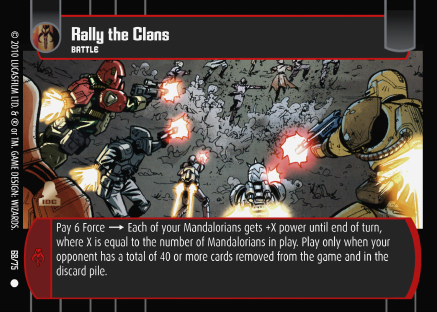 Rally the Clans
BATTLE
Pay 6 Force → Each of your Mandalorians gets +X power until end of turn,
where X is equal to the number of Mandalorians in play. Play only when your
opponent has a total of 40 or more cards removed from the game and in the
discard pile.
© 2010 LUCASFILM LTD. & ® or TM. GAME DESIGN: WIZARDS.
68/75